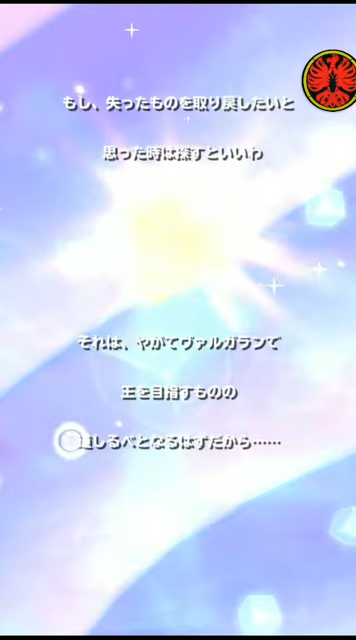 もし、失ったものを取り戻したいと
思った時は探すといいわ
それは、やがてヴァルガランで
王を目指すものの
道しるべとなるはずだから……